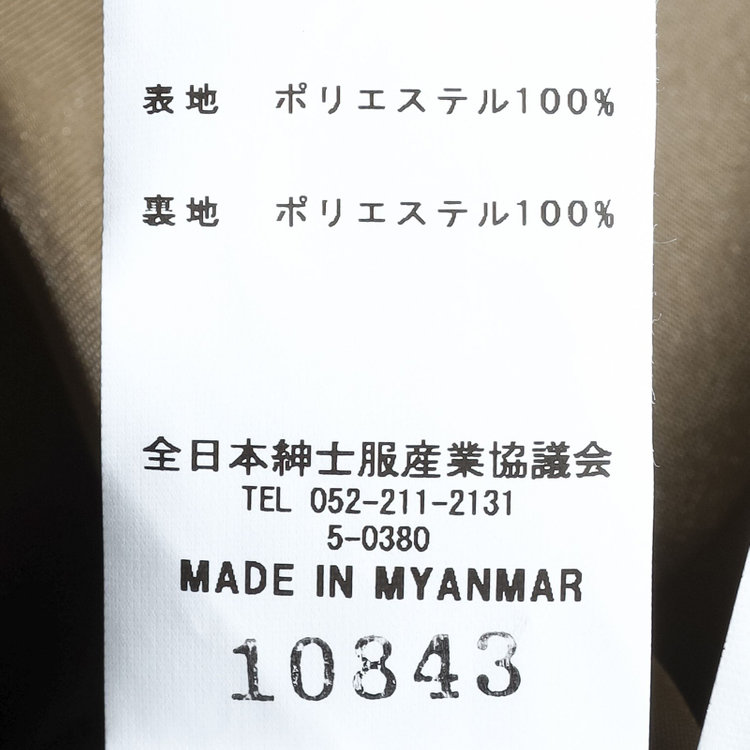 表地　ポリエステル100%
裏地　ポリエステル100%
全日本紳士服産業協議会
TEL 052-211-2131
5-0380
MADE IN MYANMAR
10843